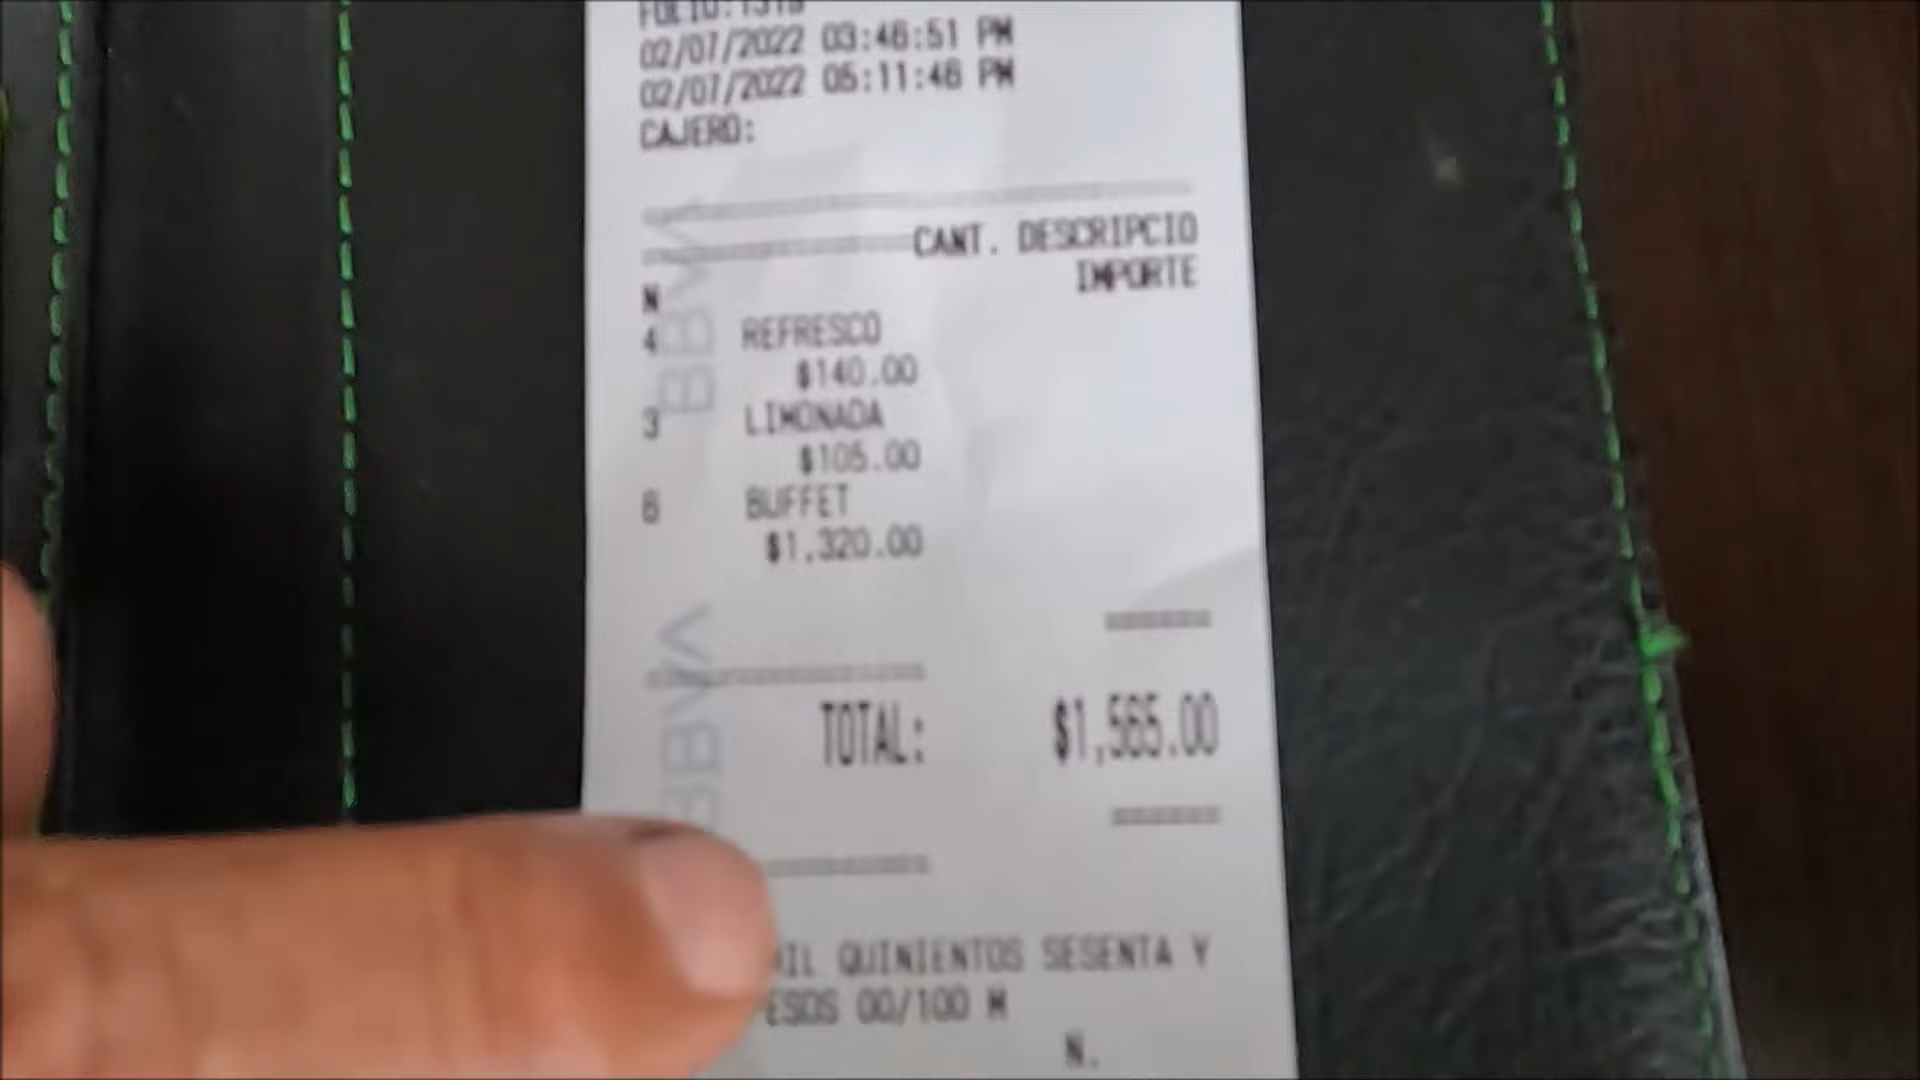 02/07/2022 03:46:51 PM
02/07/2022 05:11:46 PM
CAJERO:
CANT. DESCRIPCIO
N IMPORTE
4 REFRESCO
$140.00
3 LIMONADA
$105.00
6 BUFFET
$1,320.00
TOTAL: $1,565.00
QUINIENTOS SESENTA Y
00/100 M
N.
BBVA
BBVA